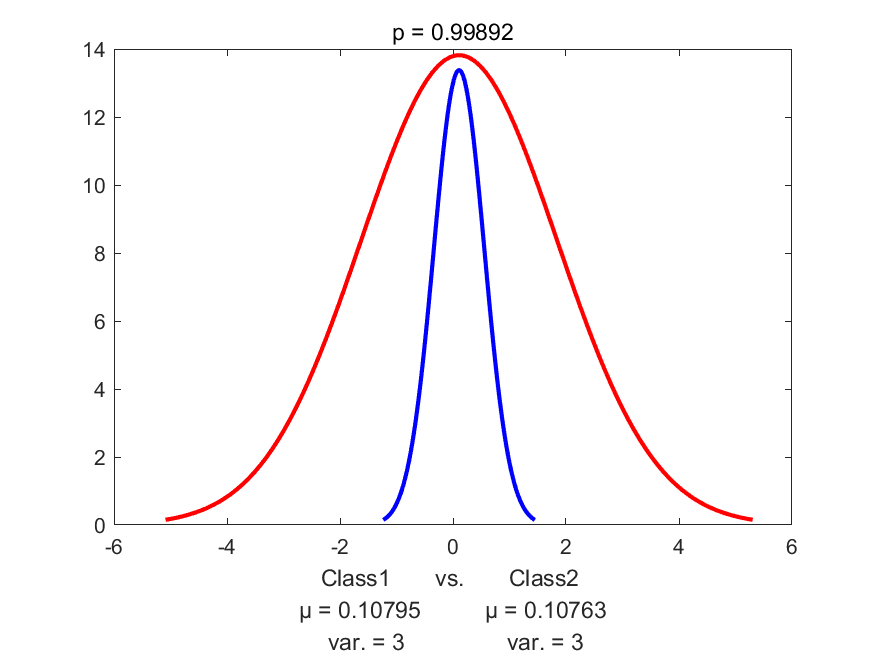 p = 0.99892
14
12
10
8
6
4
2
0
-6 -4 -2 0 2 4 6
Class1 vs. Class2
μ = 0.10795 μ = 0.10763
var. = 3 var. = 3